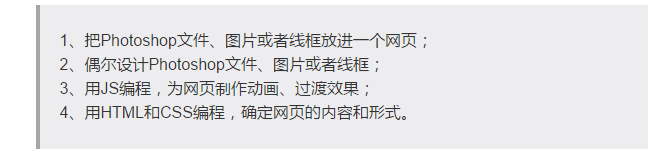 1、把Photoshop文件、图片或者线框放进一个网页；
2、偶尔设计Photoshop文件、图片或者线框；
3、用JS编程，为网页制作动画、过渡效果；
4、用HTML和CSS编程，确定网页的内容和形式。